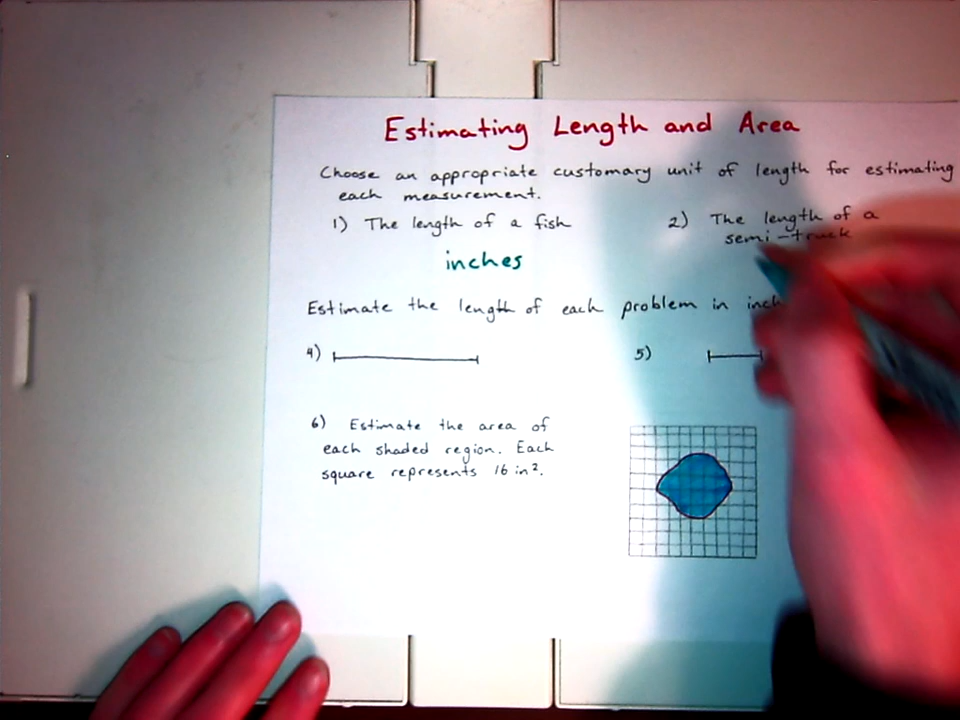 Estimating Length and Area
Choose an appropriate customary unit of length for estimating
each measurement.
1) The length of a fish
2) The length of a
semi-truck
inches
Estimate the length of each problem in
4)
5)
6) Estimate the area of
each shaded region. Each
square represents 16 in².